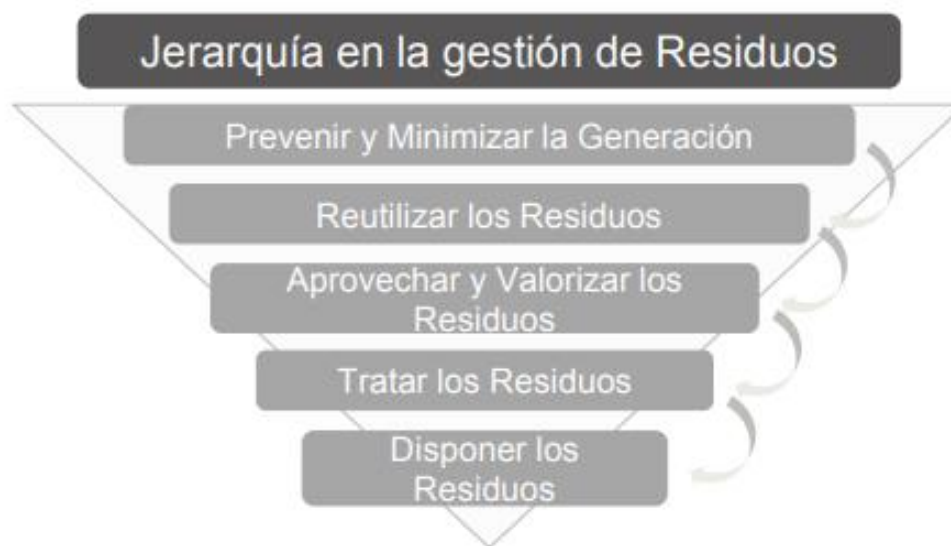 Jerarquía en la gestión de Residuos
Prevenir y Minimizar la Generación
Reutilizar los Residuos
Aprovechar y Valorizar los
Residuos
Tratar los Residuos
Disponer los
Residuos